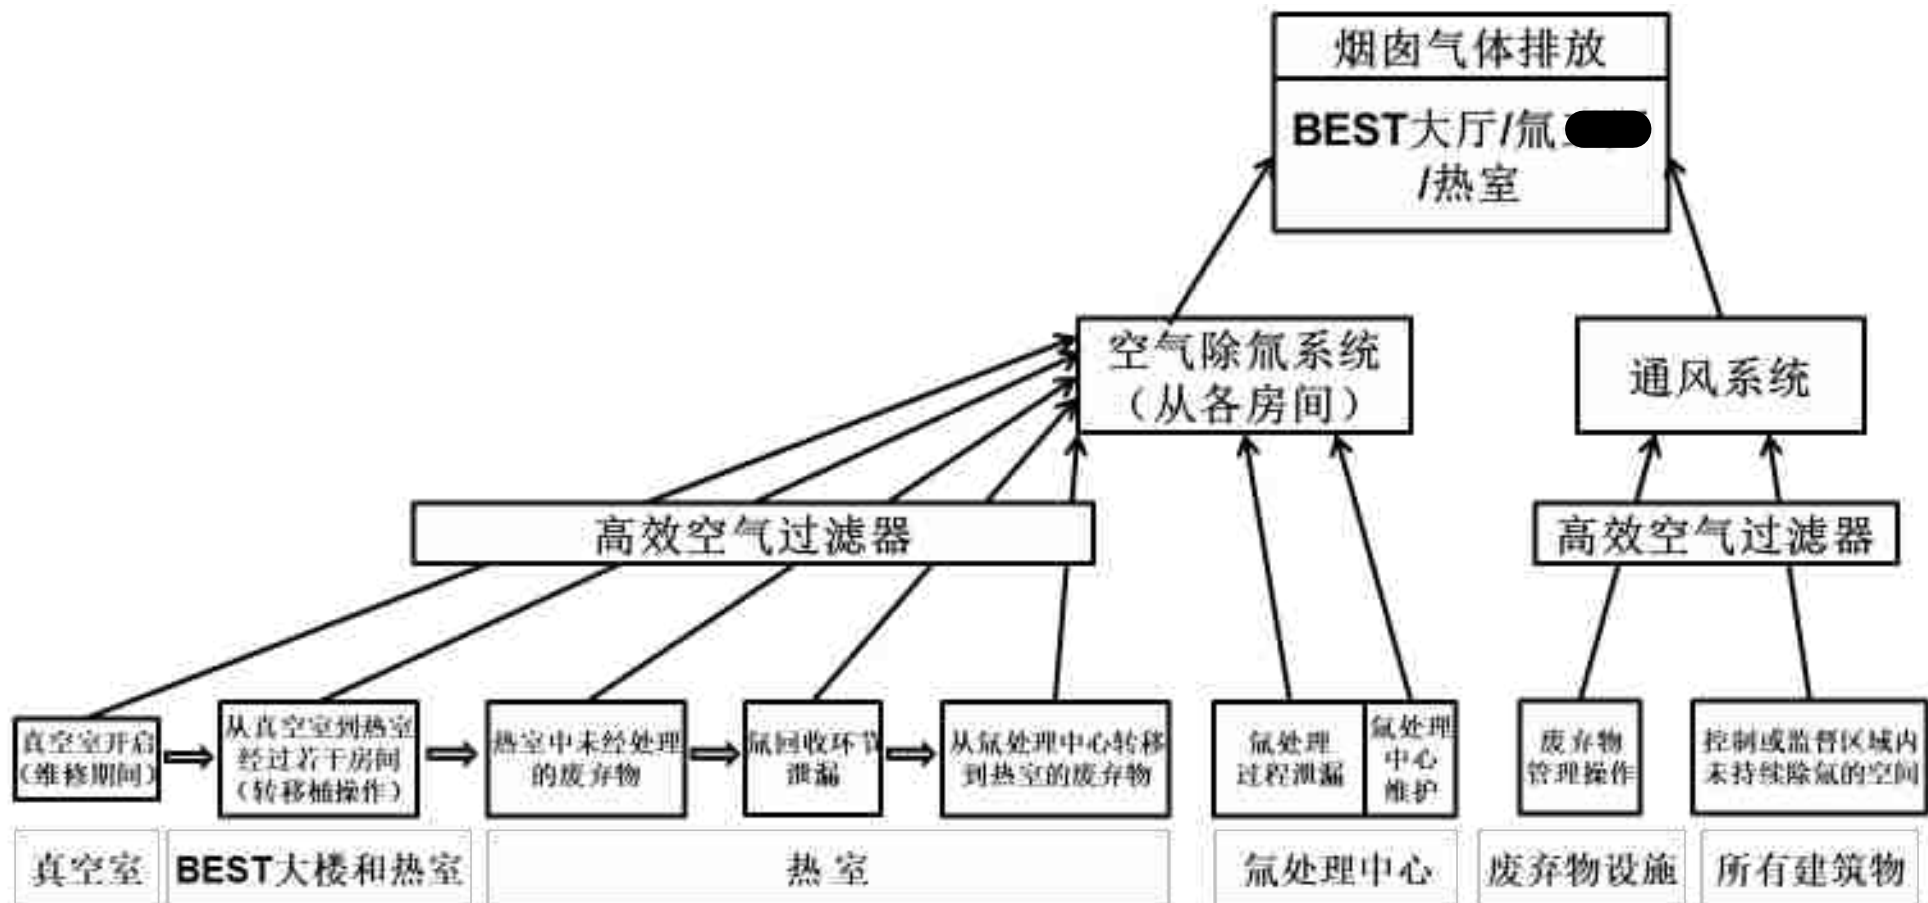 烟囱气体排放
BEST大厅/氚
/热室
空气除氚系统
（从各房间）
通风系统
高效空气过滤器
高效空气过滤器
真空室开启
（维修期间）
从真空室到热室
经过若干房间
（转移桶操作）
热室中未经处理
的废弃物
氚回收环节
泄漏
从氚处理中心转移
到热室的废弃物
氚处理
过程泄漏
氚处理
中心
维护
废弃物
管理操作
控制或监督区域内
未持续除氚的空间
真空室
BEST大楼和热室
热室
氚处理中心
废弃物设施
所有建筑物